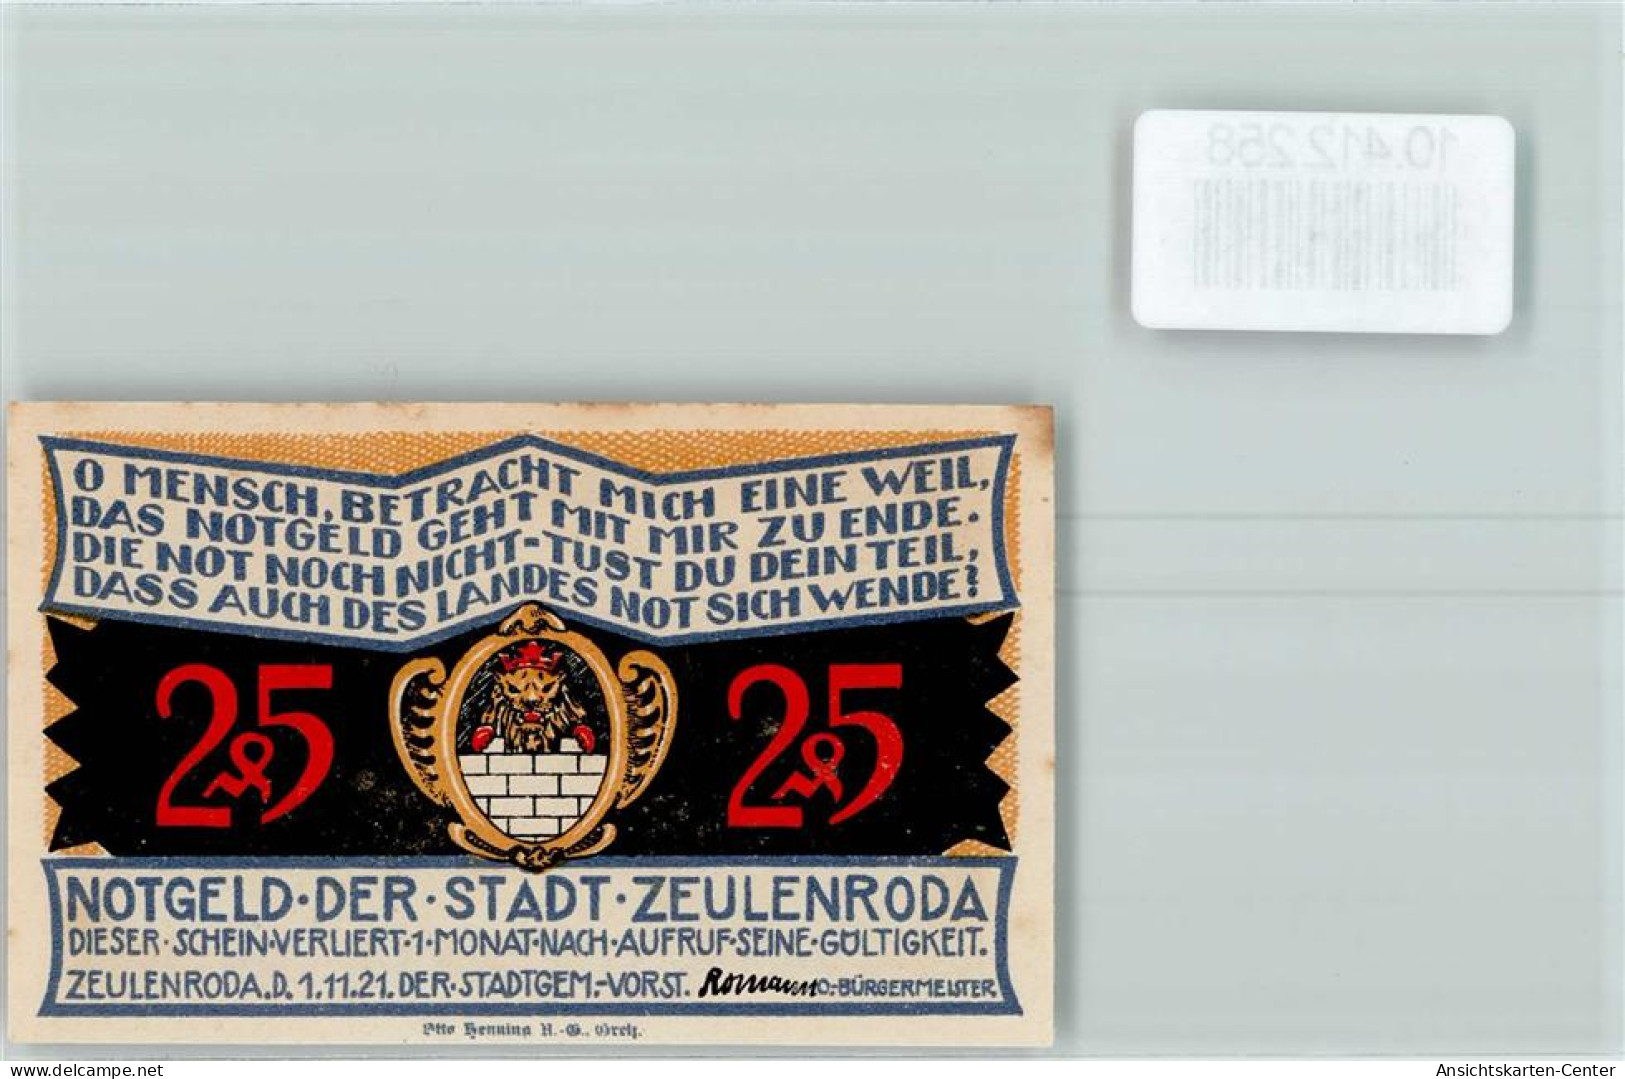 10.412.258
O MENSCH, BETRACHT MICH EINE WEIL,
DAS NOTGELD GEHT MIT MIR ZU ENDE.
DIE NOT NOCH NICHT-TUST DU DEIN TEIL,
DASS AUCH DES LANDES NOT SICH WENDE?
25 25
NOTGELD·DER·STADT·ZEULENRODA
DIESER·SCHEIN·VERLIERT·1·MONAT·NACH·AUFRUF·SEINE·GÜLTIGKEIT.
ZEULENRODA.D.1.11.21.DER·STADTGEM.-VORST. Romann O.-BÜRGERMEISTER
Otto Henning A.-G., Greiz.
www.delcampe.net
Ansichtskarten-Center